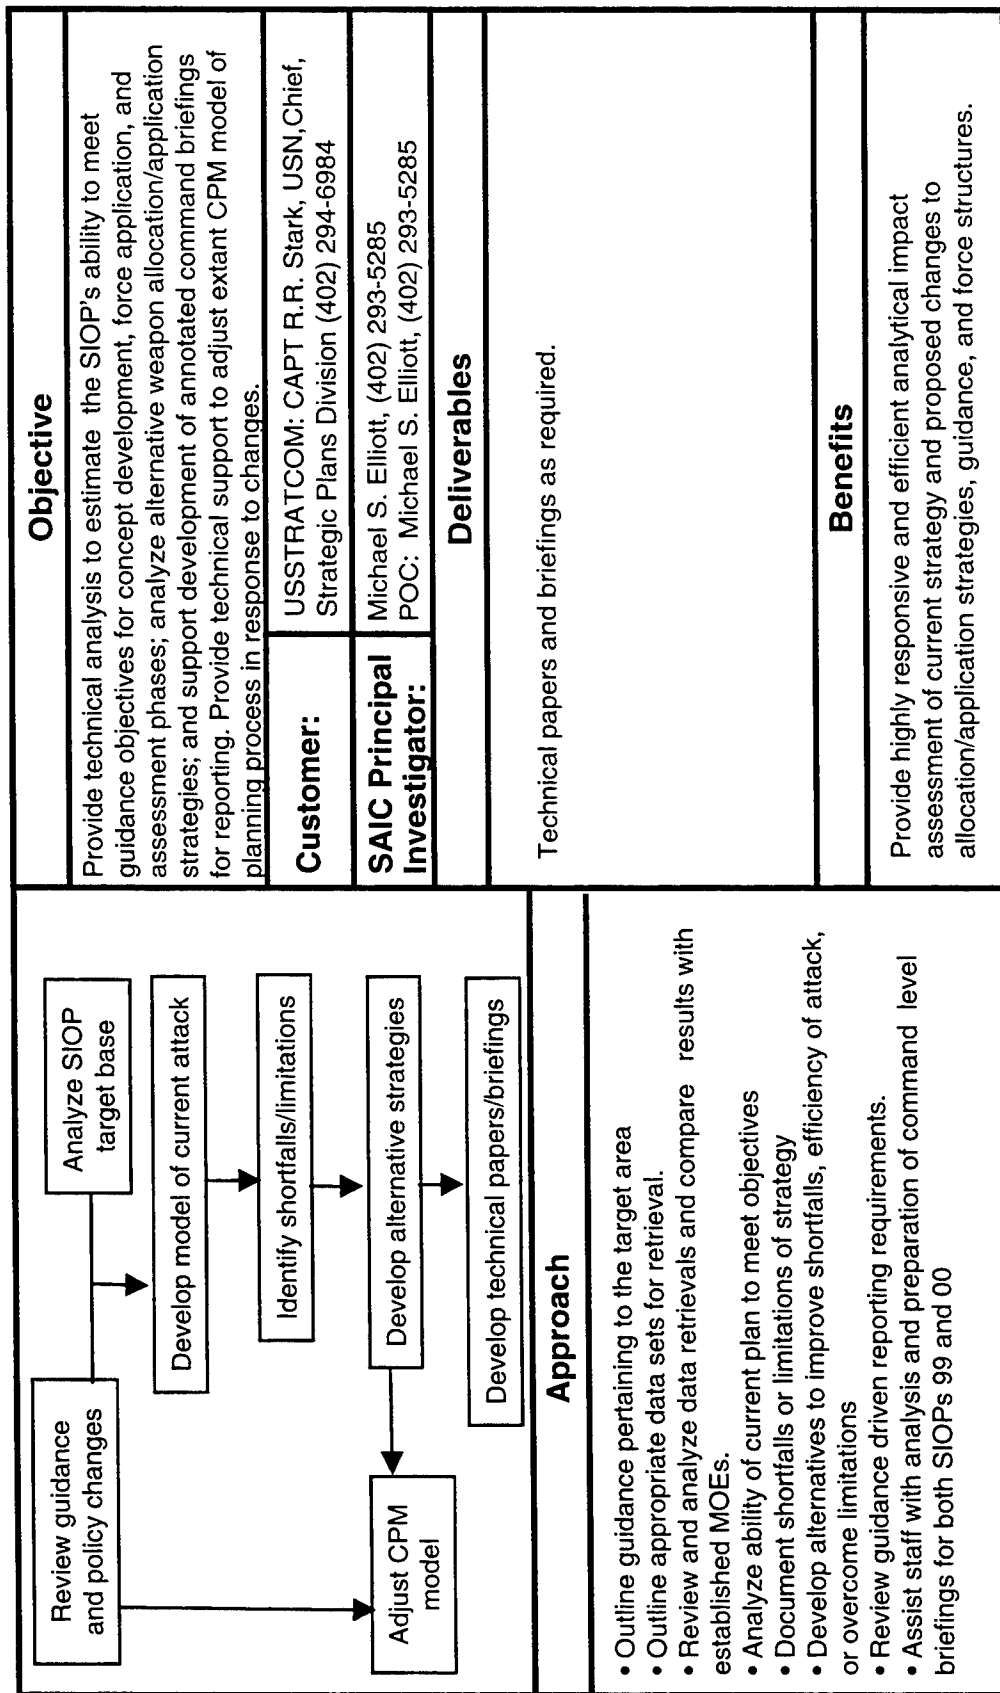 Review guidance
and policy changes
Analyze SIOP
target base
Develop model of current attack
Identify shortfalls/limitations
Adjust CPM
model
Develop alternative strategies
Develop technical papers/briefings
Approach
• Outline guidance pertaining to the target area
• Outline appropriate data sets for retrieval.
• Review and analyze data retrievals and compare results with
established MOEs.
• Analyze ability of current plan to meet objectives
• Document shortfalls or limitations of strategy
• Develop alternatives to improve shortfalls, efficiency of attack,
or overcome limitations
• Review guidance driven reporting requirements.
• Assist staff with analysis and preparation of command level
briefings for both SIOPs 99 and 00
Objective
Provide technical analysis to estimate the SIOP's ability to meet
guidance objectives for concept development, force application, and
assessment phases; analyze alternative weapon allocation/application
strategies; and support development of annotated command briefings
for reporting. Provide technical support to adjust extant CPM model of
planning process in response to changes.
Customer:
USSTRATCOM: CAPT R.R. Stark, USN,Chief,
Strategic Plans Division (402) 294-6984
SAIC Principal
Investigator:
Michael S. Elliott, (402) 293-5285
POC: Michael S. Elliott, (402) 293-5285
Deliverables
Technical papers and briefings as required.
Benefits
Provide highly responsive and efficient analytical impact
assessment of current strategy and proposed changes to
allocation/application strategies, guidance, and force structures.